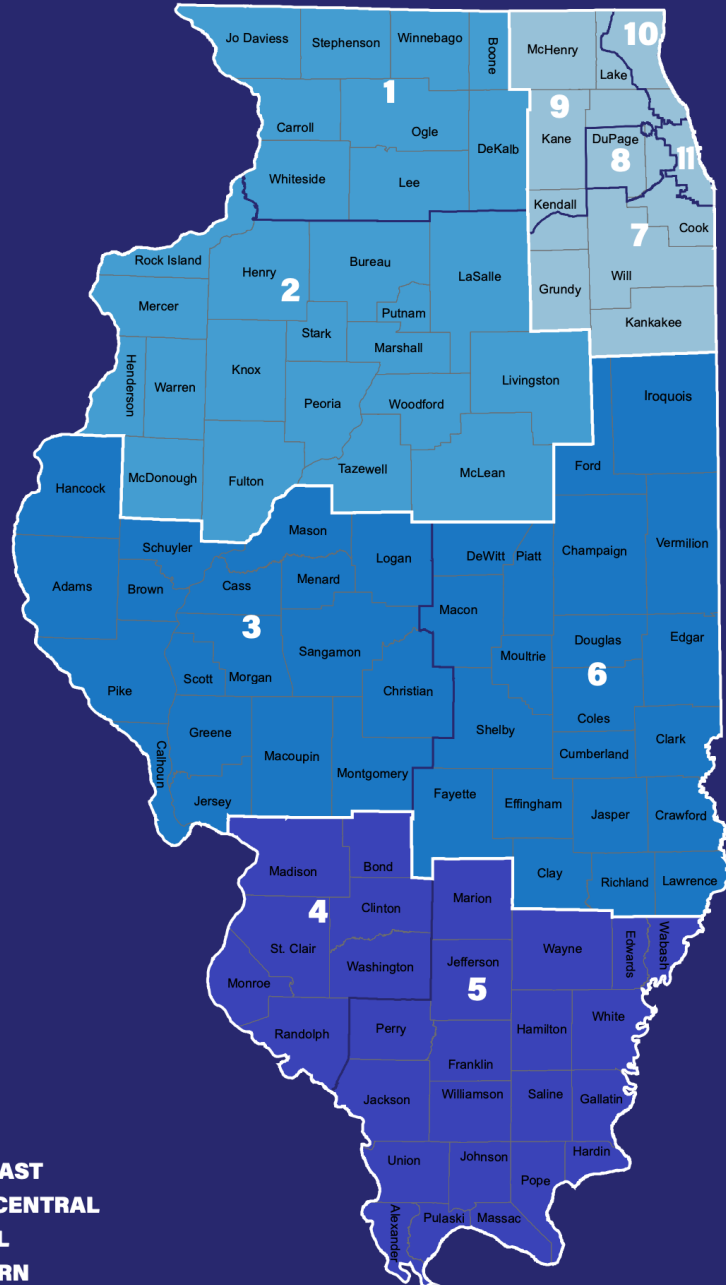 Jo Daviess
Stephenson
Winnebago
Boone
McHenry
10
Lake
1
9
Carroll
Ogle
DeKalb
Kane
DuPage
8
11
Whiteside
Lee
Kendall
7
Cook
Rock Island
Henry
2
Bureau
LaSalle
Grundy
Will
Mercer
Putnam
Stark
Marshall
Kankakee
Henderson
Warren
Knox
Peoria
Woodford
Livingston
Iroquois
McDonough
Fulton
Tazewell
McLean
Ford
Hancock
Mason
Schuyler
Logan
DeWitt
Piatt
Champaign
Vermilion
Adams
Brown
Cass
Menard
Macon
3
Sangamon
Moultrie
Douglas
Edgar
6
Pike
Scott
Morgan
Christian
Coles
Greene
Shelby
Cumberland
Clark
Calhoun
Macoupin
Montgomery
Jersey
Fayette
Effingham
Jasper
Crawford
Madison
Bond
Clay
Richland
Lawrence
4
Clinton
Marion
St. Clair
Washington
Jefferson
Wayne
Edwards
Wabash
5
Monroe
Randolph
Perry
Hamilton
White
Franklin
Jackson
Williamson
Saline
Gallatin
Union
Johnson
Hardin
Pope
Alexander
Pulaski
Massac
AST
CENTRAL
L
RN